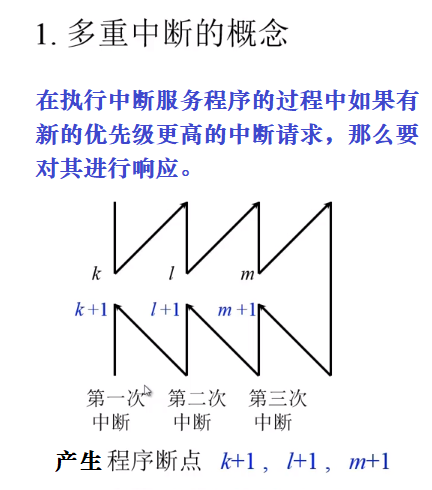 1. 多重中断的概念
在执行中断服务程序的过程中如果有
新的优先级更高的中断请求，那么要
对其进行响应。
k l m
k +1 l +1 m +1
第一次 第二次 第三次
中断 中断 中断
产生 程序断点 k+1 , l+1 , m+1